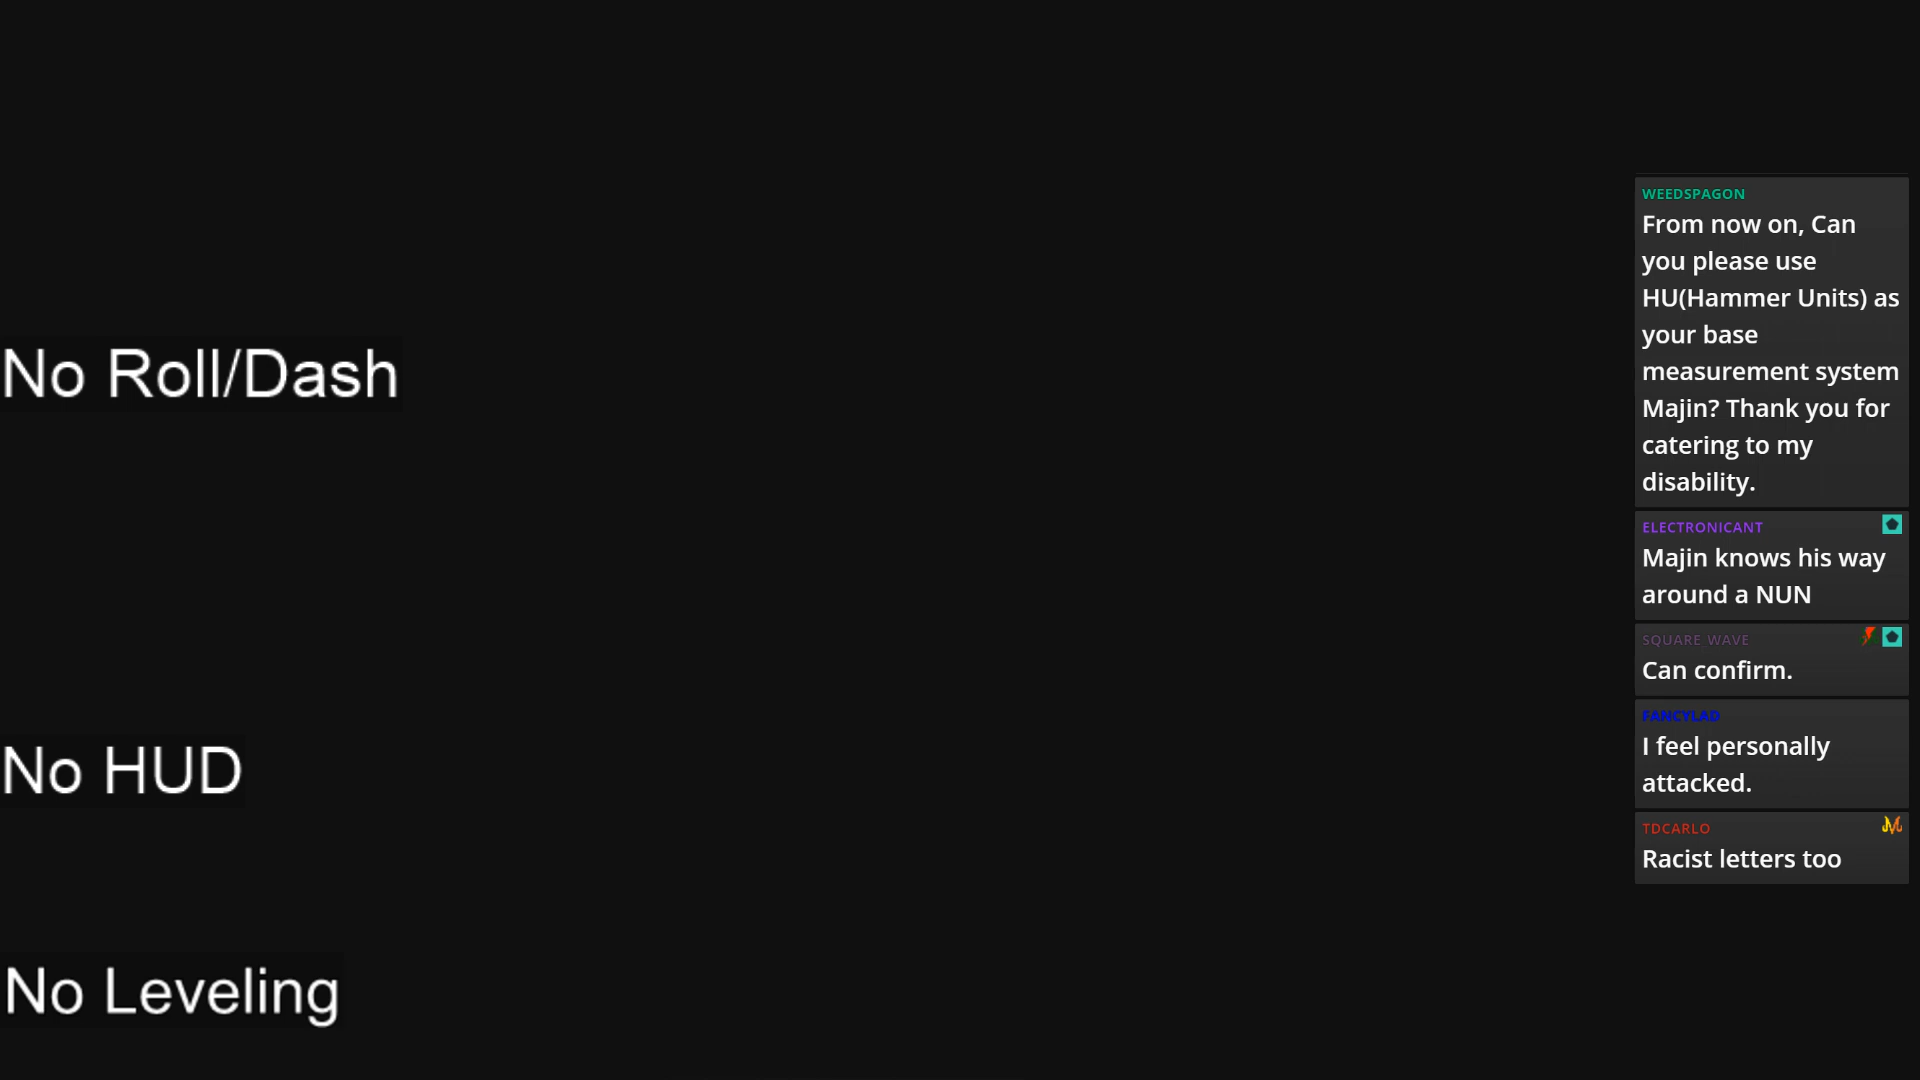 No Roll/Dash
No HUD
No Leveling
WEEDSPAGON
From now on, Can
you please use
HU(Hammer Units) as
your base
measurement system
Majin? Thank you for
catering to my
disability.
ELECTRONICANT
Majin knows his way
around a NUN
SQUARE WAVE
Can confirm.
FANCYLAD
I feel personally
attacked.
TDCARLO
Racist letters too